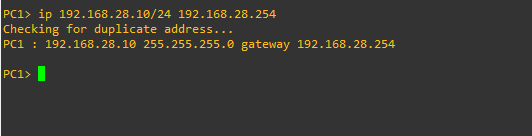 PC1> ip 192.168.28.10/24 192.168.28.254
Checking for duplicate address...
PC1 : 192.168.28.10 255.255.255.0 gateway 192.168.28.254
PC1>